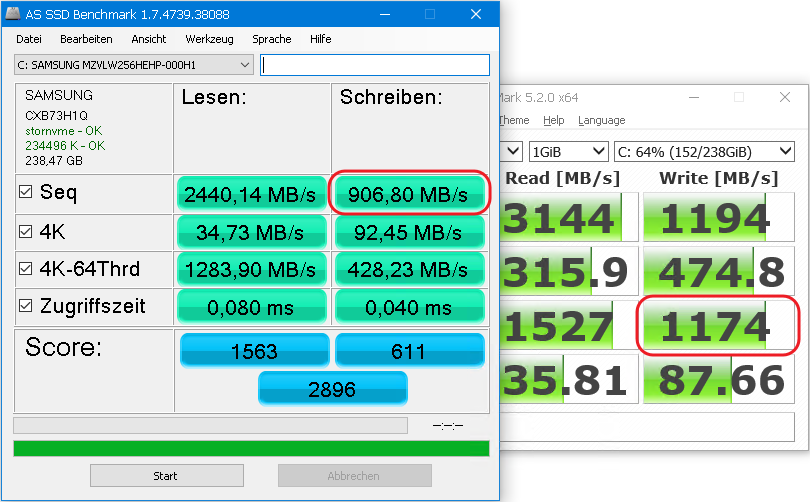 AS SSD Benchmark 1.7.4739.38088
Datei Bearbeiten Ansicht Werkzeug Sprache Hilfe
C: SAMSUNG MZVLW256HEHP-000H1
SAMSUNG
CXB73H1Q
stornvme - OK
234496 K - OK
238,47 GB
Lesen: Schreiben:
Seq 2440,14 MB/s 906,80 MB/s
4K 34,73 MB/s 92,45 MB/s
4K-64Thrd 1283,90 MB/s 428,23 MB/s
Zugriffszeit 0,080 ms 0,040 ms
Score: 1563 611
2896
--:--:--
Start Abbrechen
Mark 5.2.0 x64
Theme Help Language
1GiB C: 64% (152/238GiB)
Read [MB/s] Write [MB/s]
3144 1194
315.9 474.8
1527 1174
35.81 87.66